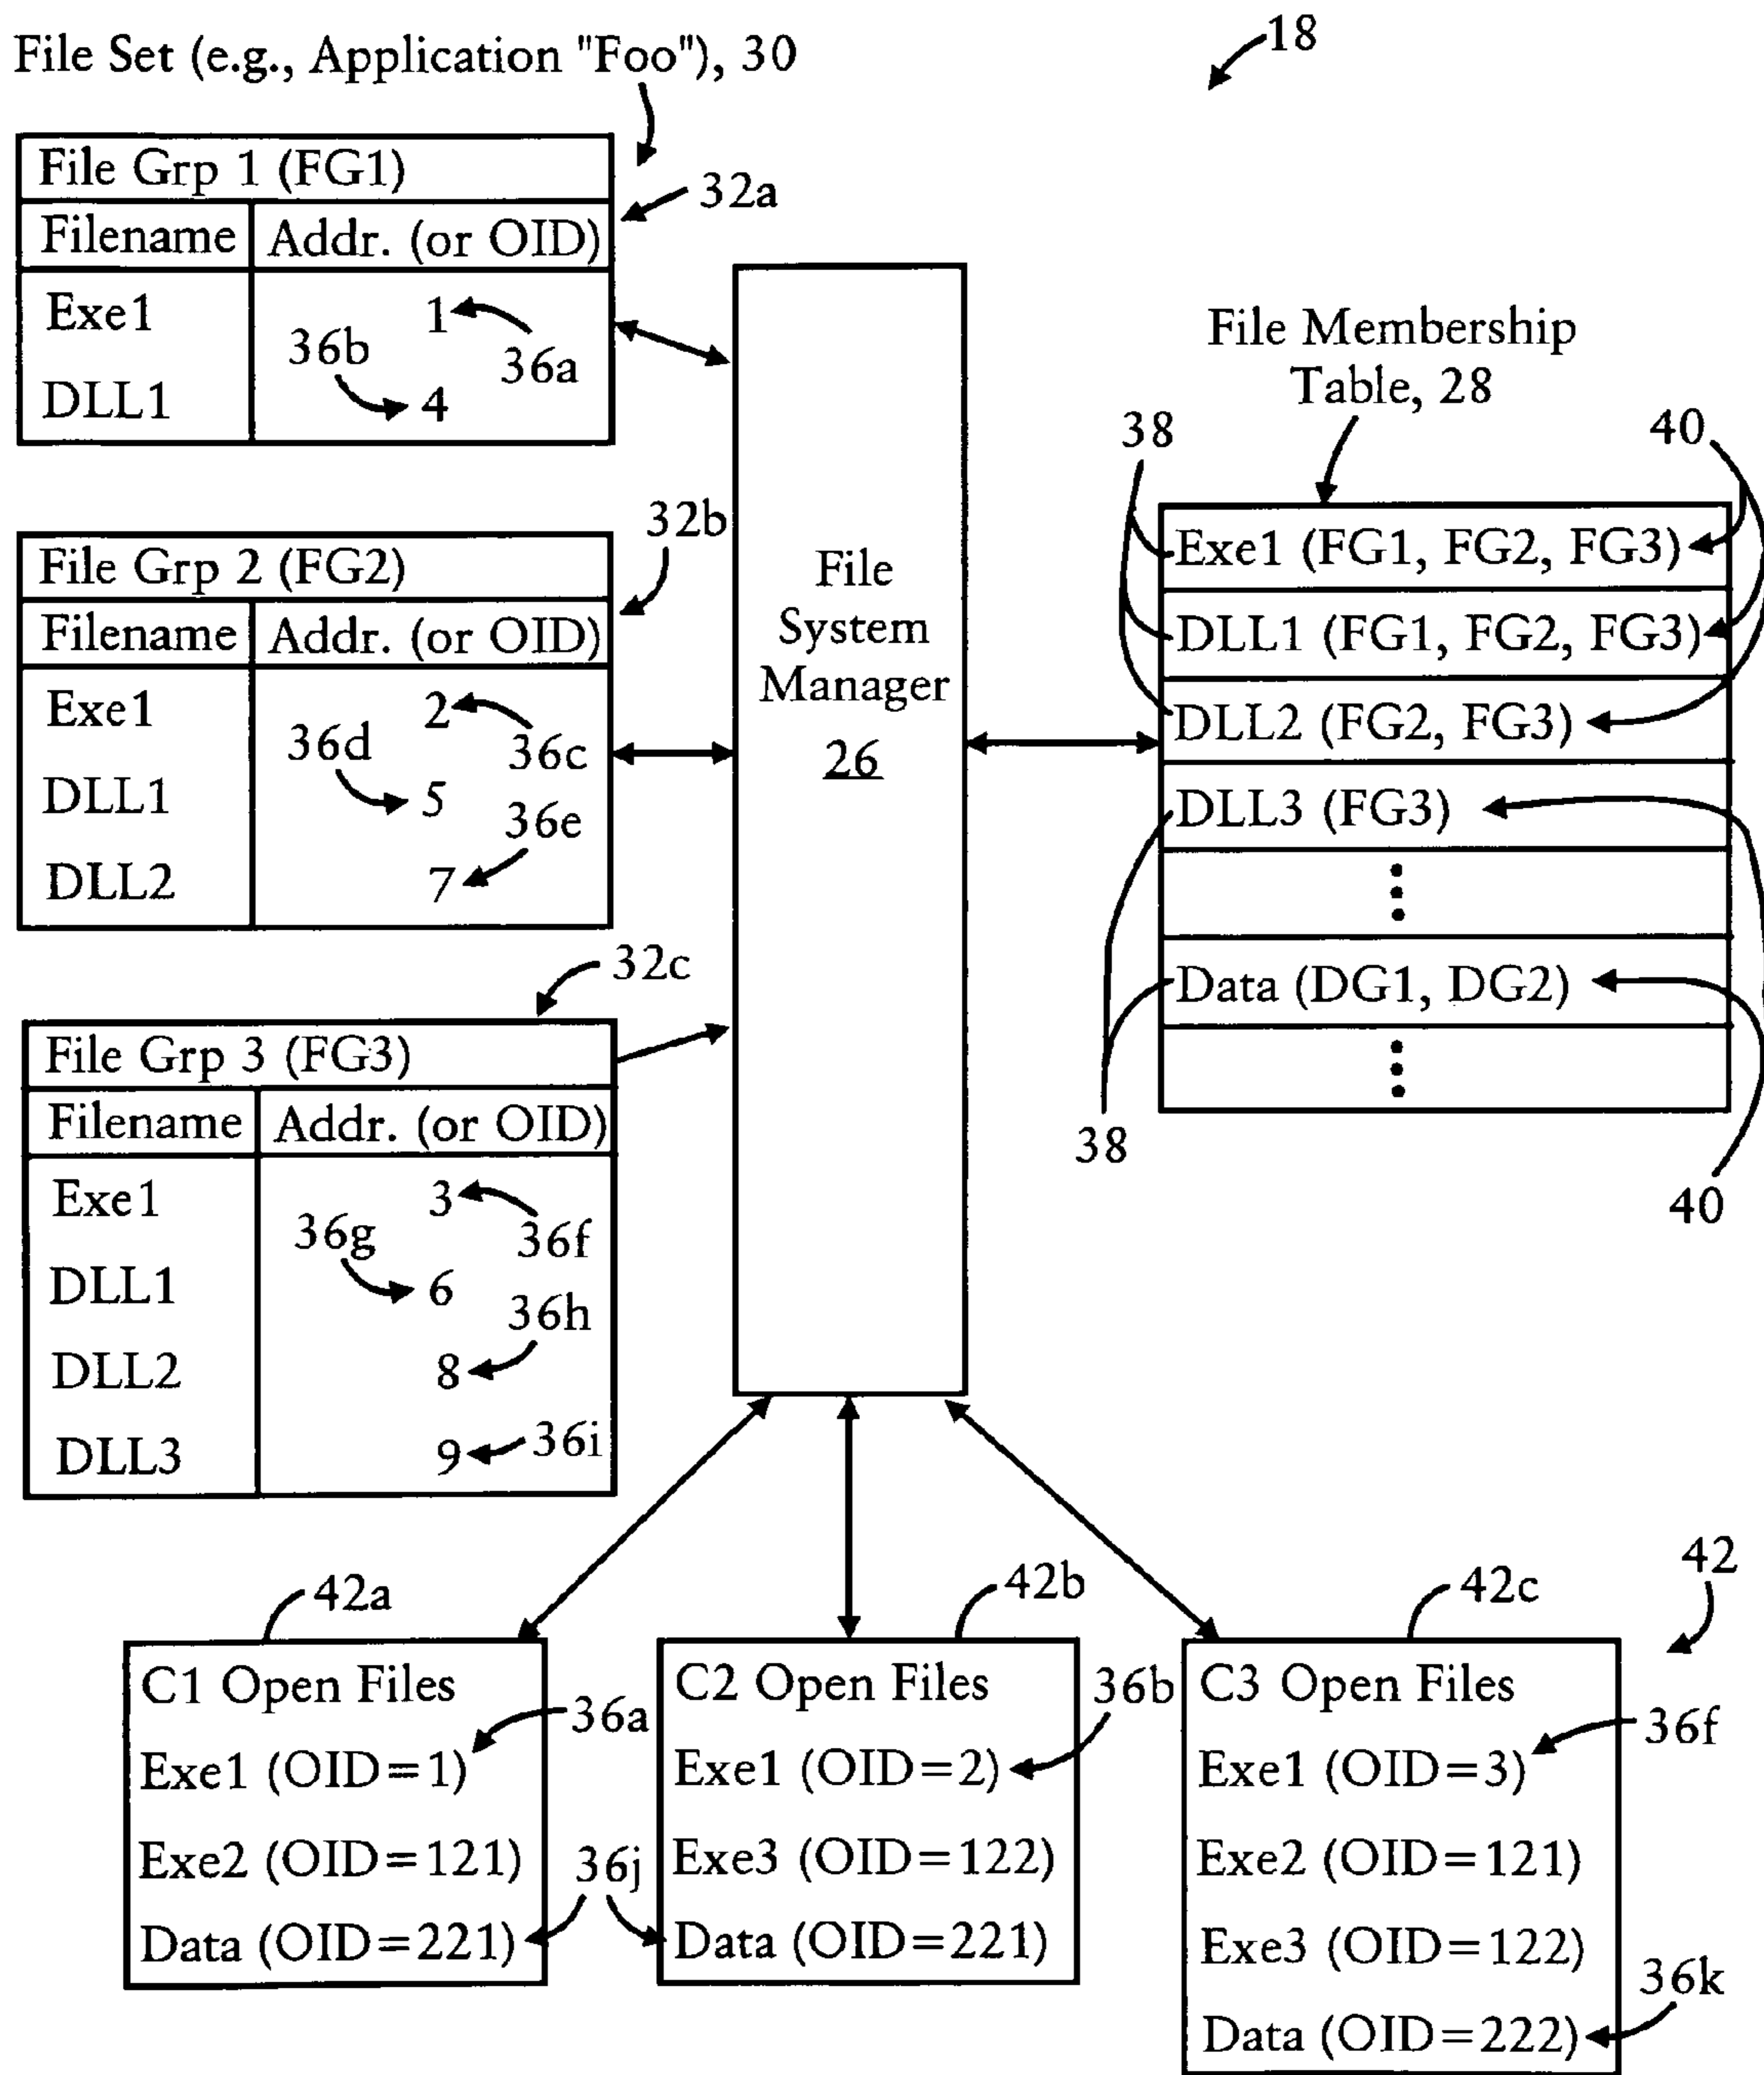 18
File Set (e.g., Application "Foo"), 30
File Grp 1 (FG1)
32a
Filename Addr. (or OID)
Exe1 1
36b 36a
DLL1 4
32b
File Grp 2 (FG2)
Filename Addr. (or OID)
Exe1 2
36d 36c
DLL1 5
36e
DLL2 7
32c
File Grp 3 (FG3)
Filename Addr. (or OID)
Exe1 3
36g 36f
DLL1 6
36h
DLL2 8
DLL3 9 36i
File
System
Manager
26
File Membership
Table, 28
38 40
Exe1 (FG1, FG2, FG3)
DLL1 (FG1, FG2, FG3)
DLL2 (FG2, FG3)
DLL3 (FG3)
Data (DG1, DG2)
38
40
42
42a
C1 Open Files
36a
Exe1 (OID=1)
Exe2 (OID=121)
36j
Data (OID=221)
42b
C2 Open Files
36b
Exe1 (OID=2)
Exe3 (OID=122)
Data (OID=221)
42c
C3 Open Files
36f
Exe1 (OID=3)
Exe2 (OID=121)
Exe3 (OID=122)
36k
Data (OID=222)